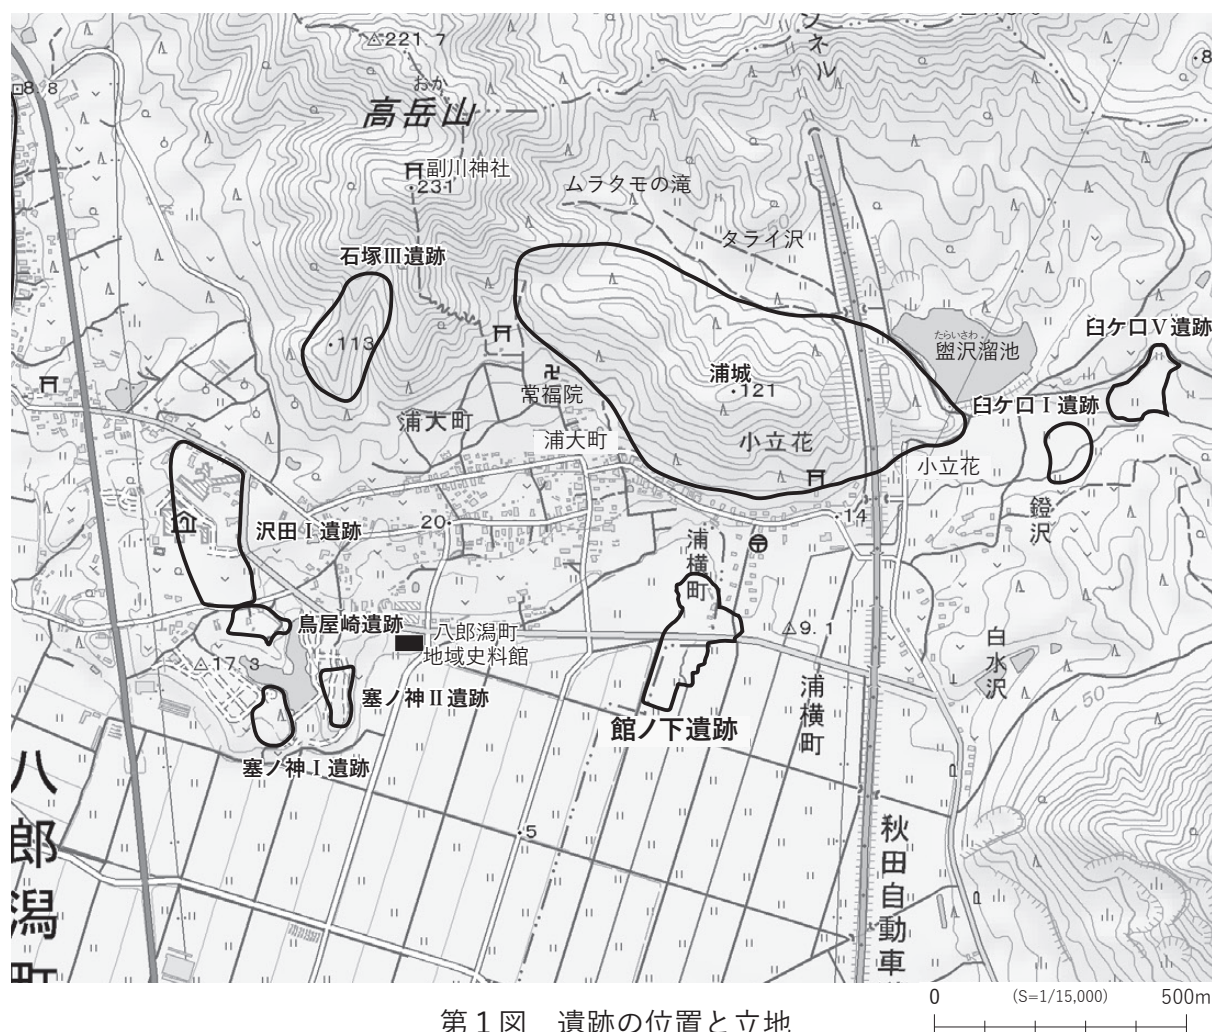 △221.7
おか
高岳山
副川神社
・231
ムラタモの滝
タライ沢
石塚Ⅲ遺跡
・113
8.8
・8
ネル
たらいさわ
盥沢溜池
臼ケ口Ⅴ遺跡
臼ケ口Ⅰ遺跡
浦城
・121
常福院
浦大町
浦大町
小立花
小立花
鐙沢
沢田Ⅰ遺跡
20・
・14
浦横町
鳥屋崎遺跡
八郎潟町
地域史料館
△9.1
白水沢
△17.3
塞ノ神Ⅱ遺跡
館ノ下遺跡
浦横町
50
塞ノ神Ⅰ遺跡
八郎潟町
・5
秋田自動車
第1図 遺跡の位置と立地
0 (S=1/15,000) 500m